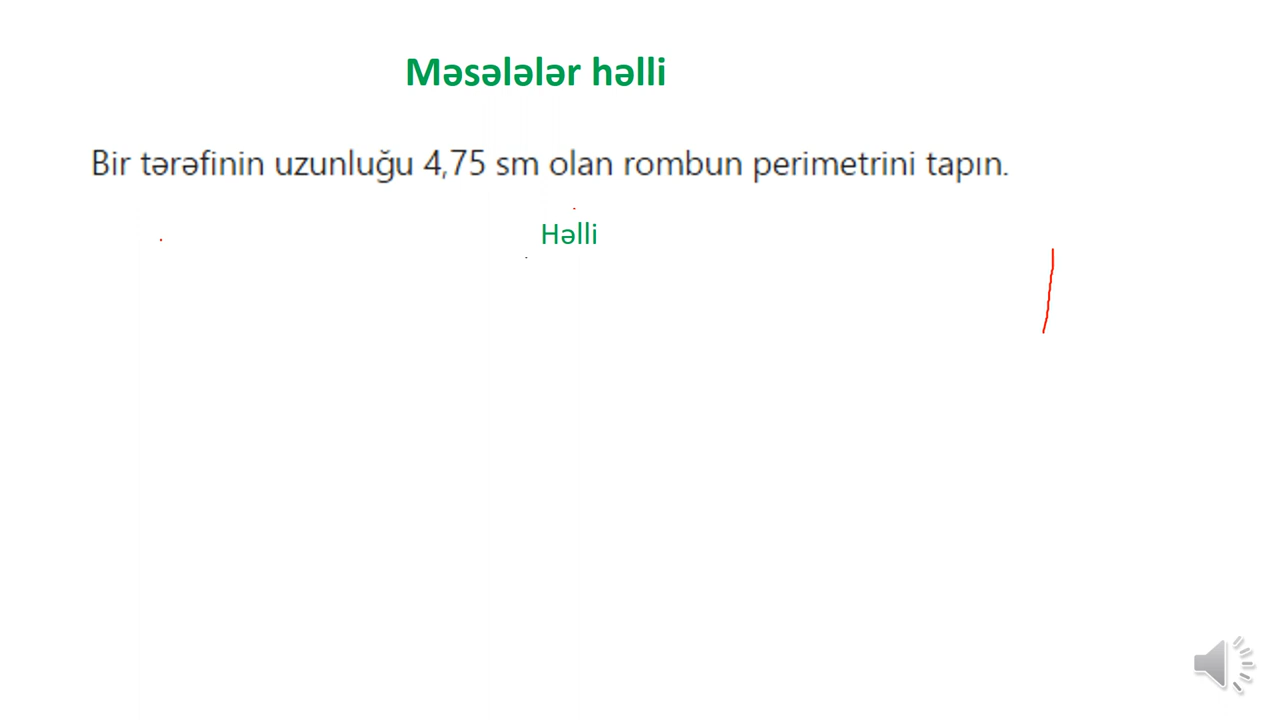 Məsələlər həlli
Bir tərəfinin uzunluğu 4,75 sm olan rombun perimetrini tapın.
Həlli